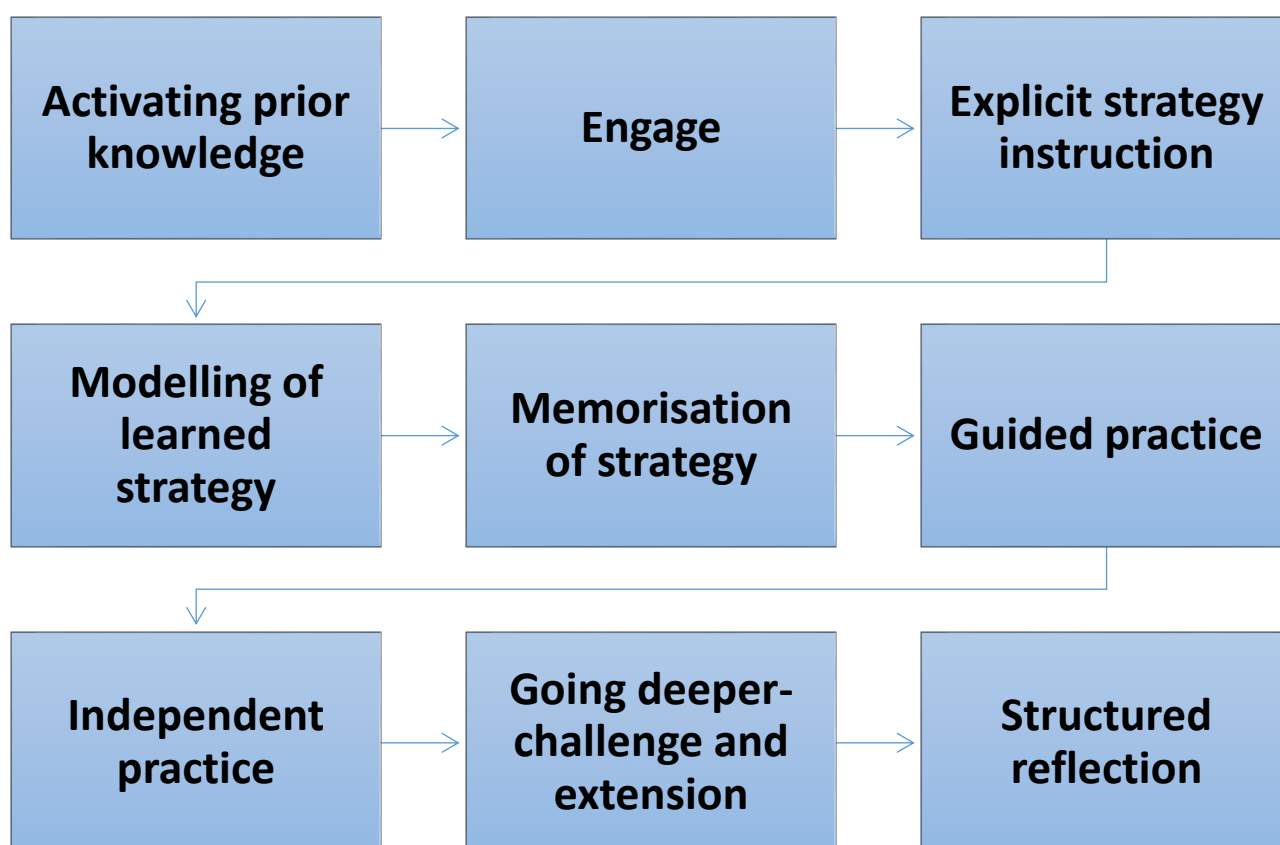 Activating prior
knowledge
Engage
Explicit strategy
instruction
Modelling of
learned
strategy
Memorisation
of strategy
Guided practice
Independent
practice
Going deeper-
challenge and
extension
Structured
reflection